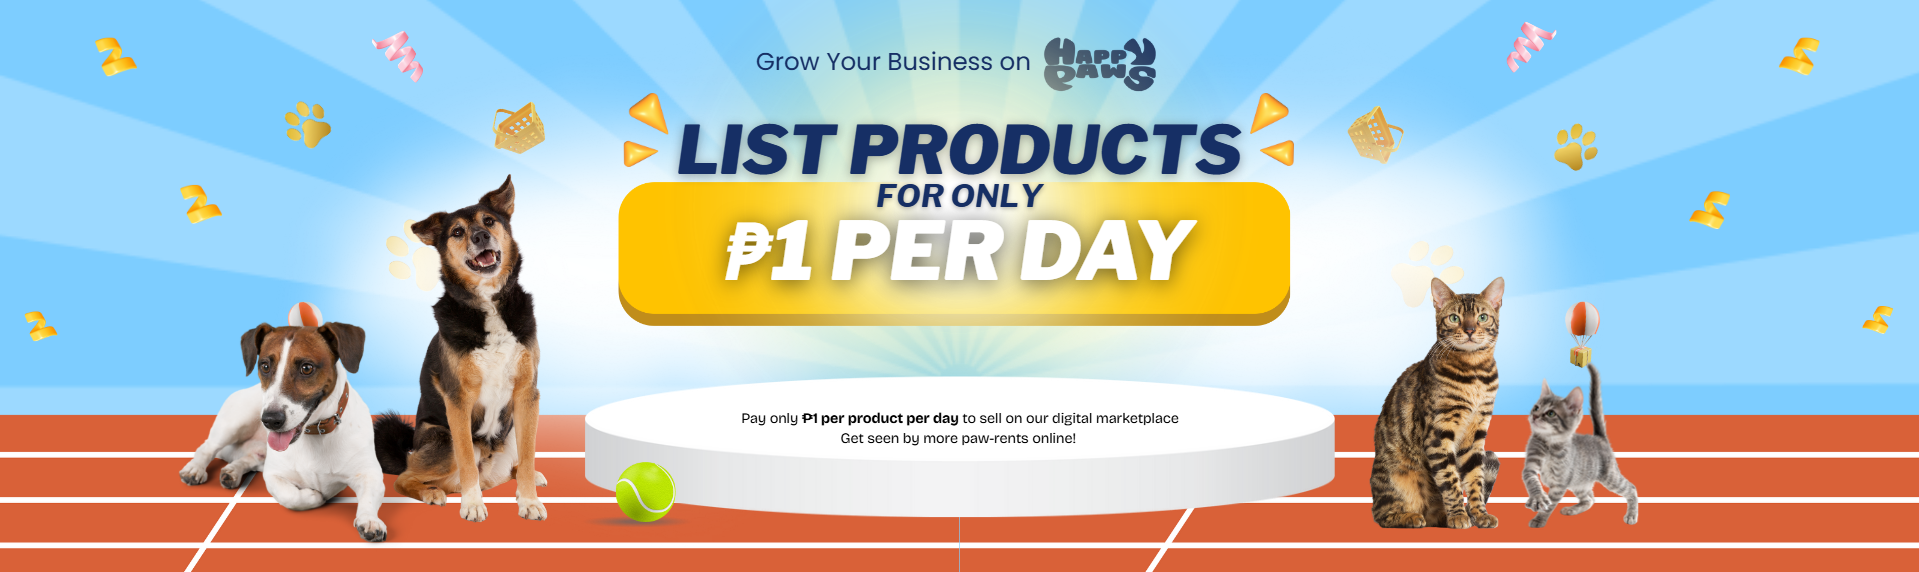 Grow Your Business on HAPPY PAWS
LIST PRODUCTS
FOR ONLY
₱1 PER DAY
Pay only ₱1 per product per day to sell on our digital marketplace
Get seen by more paw-rents online!